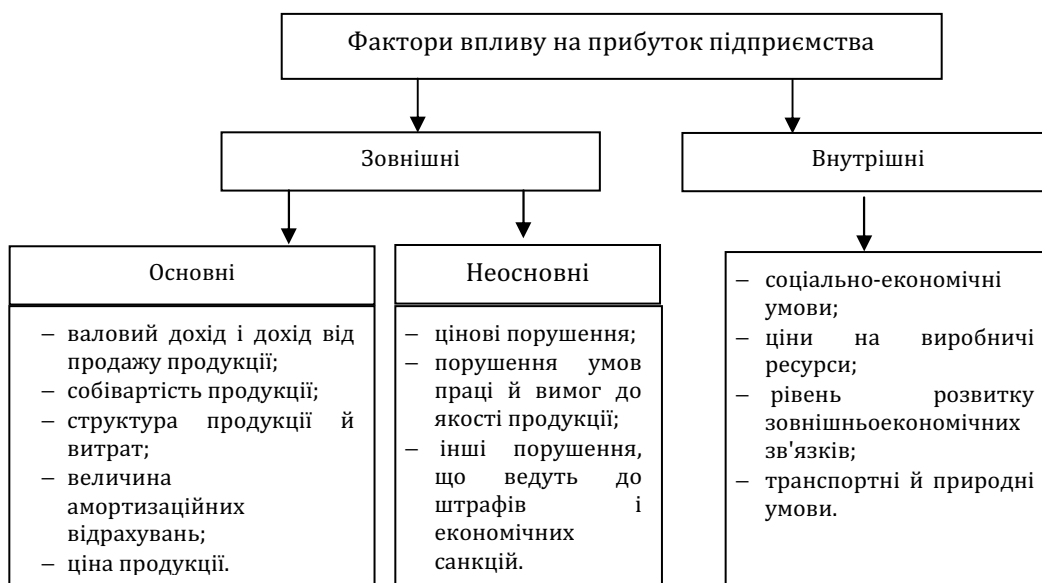 Фактори впливу на прибуток підприємства
Зовнішні
Внутрішні
Основні
– валовий дохід і дохід від
продажу продукції;
– собівартість продукції;
– структура продукції й
витрат;
– величина
амортизаційних
відрахувань;
– ціна продукції.
Неосновні
– цінові порушення;
– порушення умов
праці й вимог до
якості продукції;
– інші порушення,
що ведуть до
штрафів і
економічних
санкцій.
– соціально-економічні
умови;
– ціни на виробничі
ресурси;
– рівень розвитку
зовнішньоекономічних
зв'язків;
– транспортні й природні
умови.